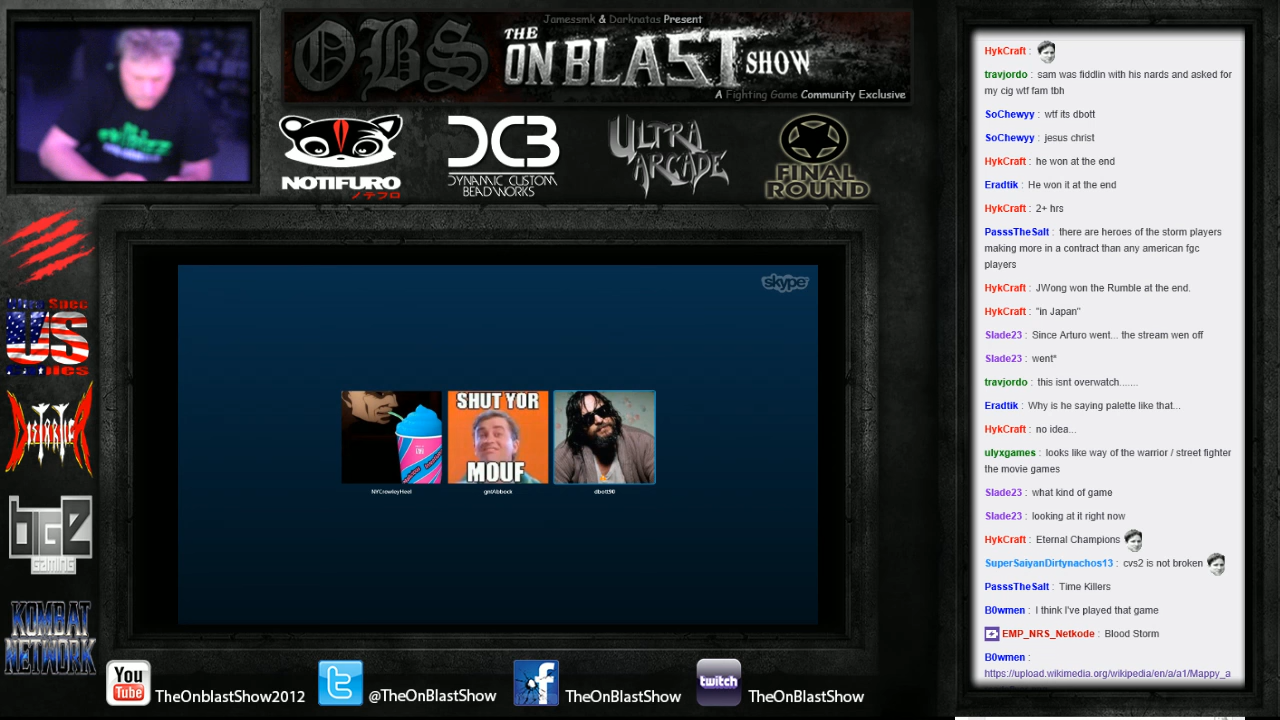 Jamessmk & Darknatas Present
OBS THE ON BLAST SHOW
A Fighting Game Community Exclusive
NOTIFURO
DCB
DYNAMIC CUSTOM
BEADWORKS
ULTRA
ARCADE
FINAL
ROUND
US
skype
SHUT YOR
MOUF
NYCrowleyHeel
gntAbbock
dbott90
BIGE
GAMING
KOMBAT
NETWORK
You
Tube
TheOnblastShow2012
@TheOnBlastShow
TheOnBlastShow
twitch
TheOnBlastShow
HykCraft :
travjordo : sam was fiddlin with his nards and asked for
my cig wtf fam tbh
SoChewyy : wtf its dbott
SoChewyy : jesus christ
HykCraft : he won at the end
Eradtik : He won it at the end
HykCraft : 2+ hrs
PasssTheSalt : there are heroes of the storm players
making more in a contract than any american fgc
players
HykCraft : JWong won the Rumble at the end.
HykCraft : "in Japan"
Slade23 : Since Arturo went... the stream wen off
Slade23 : went*
travjordo : this isnt overwatch.......
Eradtik : Why is he saying palette like that...
HykCraft : no idea...
ulyxgames : looks like way of the warrior / street fighter
the movie games
Slade23 : what kind of game
Slade23 : looking at it right now
HykCraft : Eternal Champions
SuperSaiyanDirtynachos13 : cvs2 is not broken
PasssTheSalt : Time Killers
B0wmen : I think I've played that game
EMP_NRS_Netkode : Blood Storm
B0wmen :
https://upload.wikimedia.org/wikipedia/en/a/a1/Mappy_a